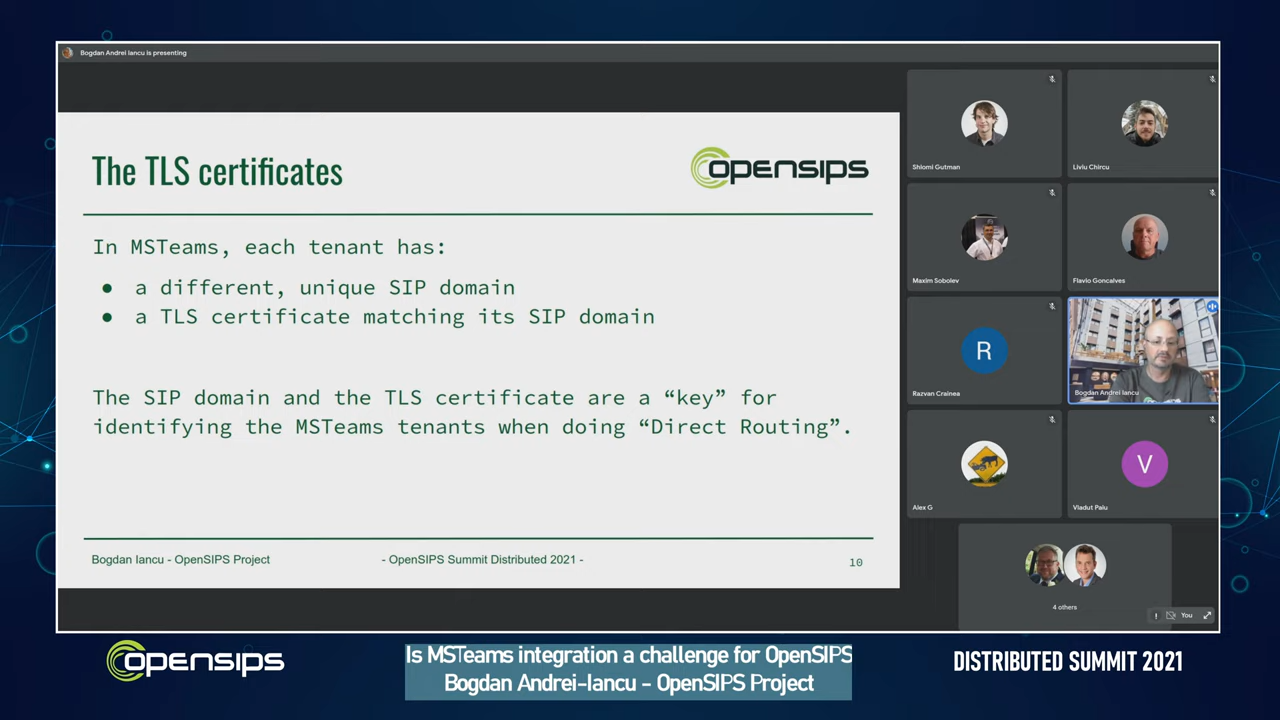 Bogdan Andrei Iancu is presenting
The TLS certificates
OPENSIPS
In MSTeams, each tenant has:
● a different, unique SIP domain
● a TLS certificate matching its SIP domain
The SIP domain and the TLS certificate are a “key” for
identifying the MSTeams tenants when doing “Direct Routing”.
Bogdan Iancu - OpenSIPS Project
- OpenSIPS Summit Distributed 2021 -
10
Shlomi Gutman
Liviu Chircu
Maxim Sobolev
Flavio Goncalves
R
Razvan Crainea
Bogdan Andrei Iancu
Alex G
V
Vladut Paiu
4 others
You
OPENSIPS
Is MSTeams integration a challenge for OpenSIPS
Bogdan Andrei-Iancu - OpenSIPS Project
DISTRIBUTED SUMMIT 2021